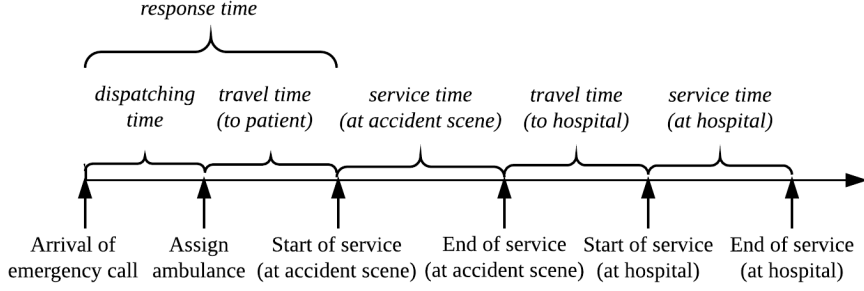 response time
dispatching
time
travel time
(to patient)
service time
(at accident scene)
travel time
(to hospital)
service time
(at hospital)
Arrival of
emergency call
Assign
ambulance
Start of service
(at accident scene)
End of service
(at accident scene)
Start of service
(at hospital)
End of service
(at hospital)